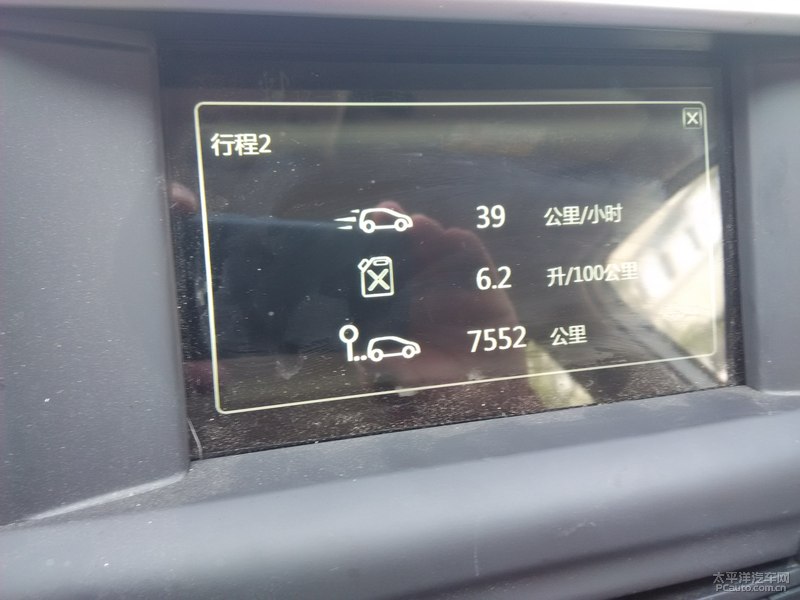 行程2
39 公里/小时
6.2 升/100公里
7552 公里
太平洋汽车网
PCauto.com.cn